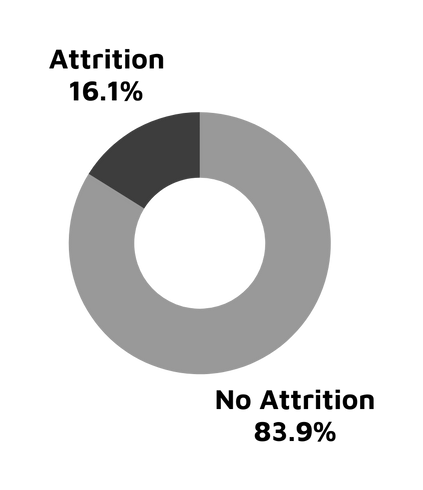 Attrition
16.1%
No Attrition
83.9%